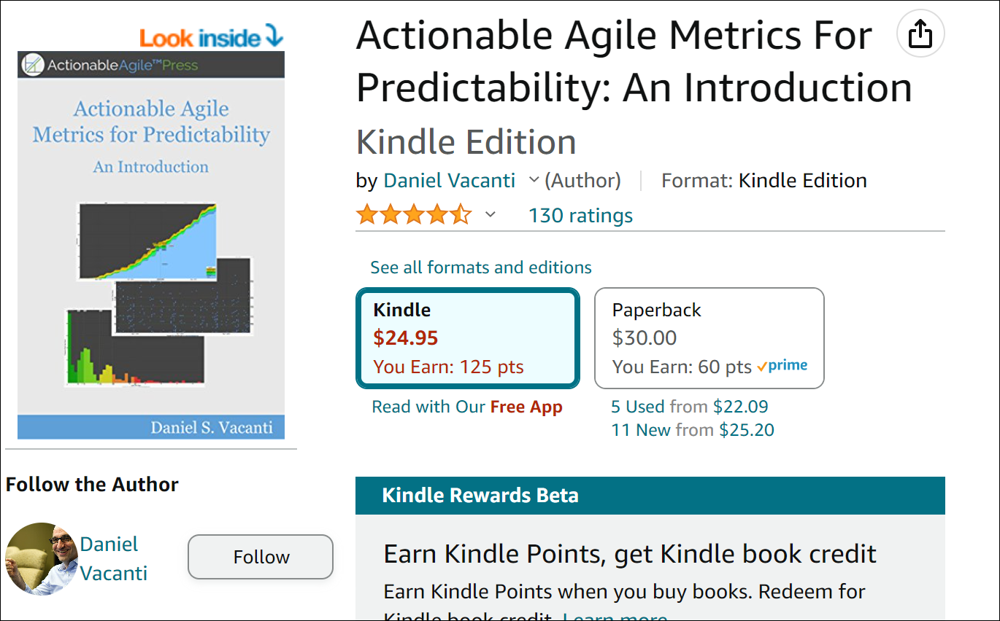 Look inside
ActionableAgile™Press
Actionable Agile
Metrics for Predictability
An Introduction
Daniel S. Vacanti
Follow the Author
Daniel
Vacanti
Follow
Actionable Agile Metrics For
Predictability: An Introduction
Kindle Edition
by Daniel Vacanti (Author) Format: Kindle Edition
130 ratings
See all formats and editions
Kindle
$24.95
You Earn: 125 pts
Read with Our Free App
Paperback
$30.00
You Earn: 60 pts prime
5 Used from $22.09
11 New from $25.20
Kindle Rewards Beta
Earn Kindle Points, get Kindle book credit
Earn Kindle Points when you buy books. Redeem for
Kindle book credit. Learn more